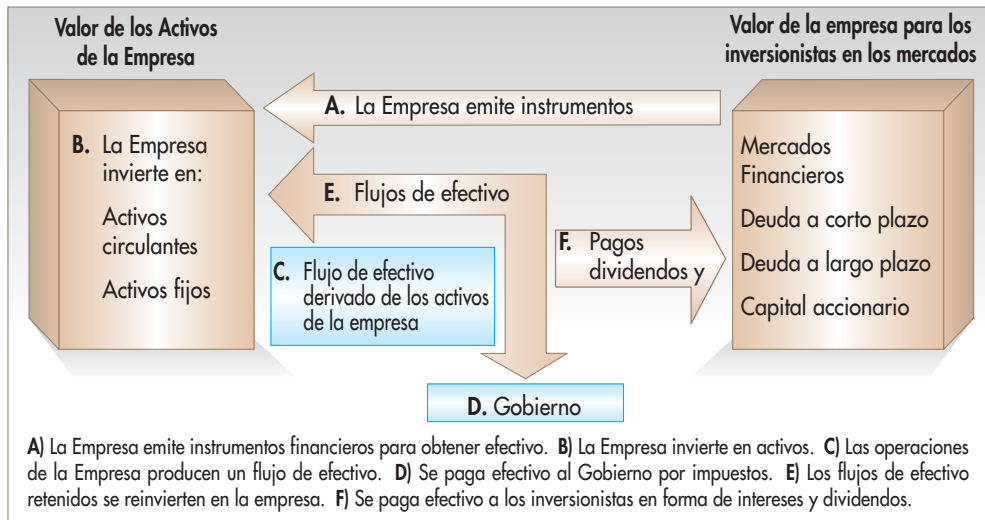 Valor de los Activos
de la Empresa
Valor de la empresa para los
inversionistas en los mercados
A. La Empresa emite instrumentos
B. La Empresa
invierte en:
Activos
circulantes
Activos fijos
E. Flujos de efectivo
C. Flujo de efectivo
derivado de los activos
de la empresa
F. Pagos
dividendos y
Mercados
Financieros
Deuda a corto plazo
Deuda a largo plazo
Capital accionario
D. Gobierno
A) La Empresa emite instrumentos financieros para obtener efectivo. B) La Empresa invierte en activos. C) Las operaciones
de la Empresa producen un flujo de efectivo. D) Se paga efectivo al Gobierno por impuestos. E) Los flujos de efectivo
retenidos se reinvierten en la empresa. F) Se paga efectivo a los inversionistas en forma de intereses y dividendos.